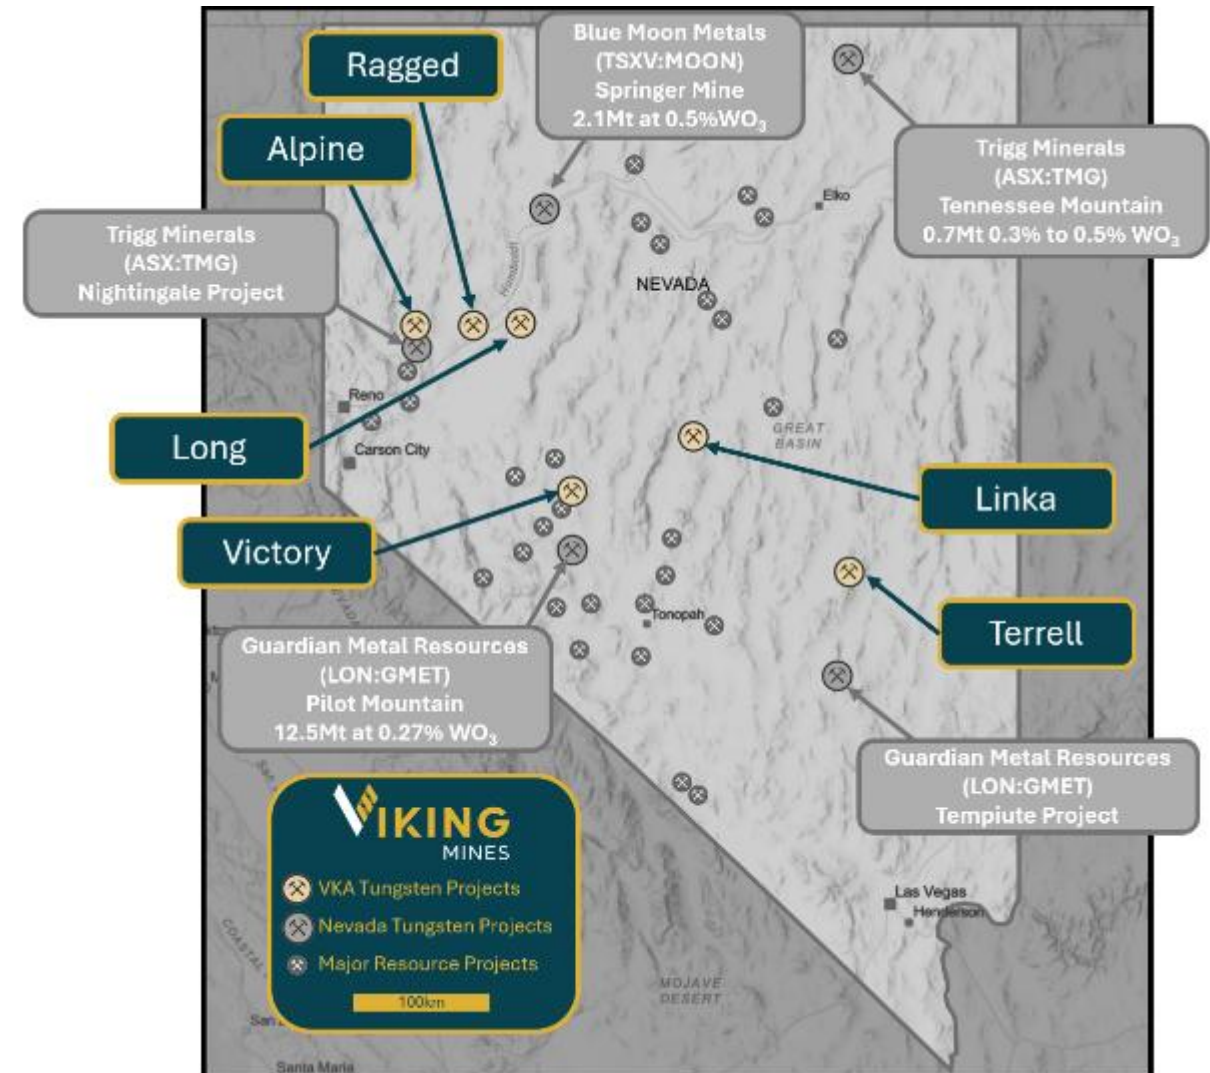 Blue Moon Metals
(TSXV:MOON)
Springer Mine
2.1Mt at 0.5%WO₃
Ragged
Alpine
Trigg Minerals
(ASX:TMG)
Tennessee Mountain
0.7Mt 0.3% to 0.5% WO₃
Elko
Trigg Minerals
(ASX:TMG)
Nightingale Project
Humboldt
NEVADA
Reno
Carson City
GREAT
BASIN
Long
Linka
Victory
Terrell
Tonopah
Guardian Metal Resources
(LON:GMET)
Pilot Mountain
12.5Mt at 0.27% WO₃
Guardian Metal Resources
(LON:GMET)
Tempiute Project
VIKING
MINES
VKA Tungsten Projects
Nevada Tungsten Projects
Major Resource Projects
100km
Las Vegas
Henderson
MOJAVE
DESERT
COASTAL
Santa Maria